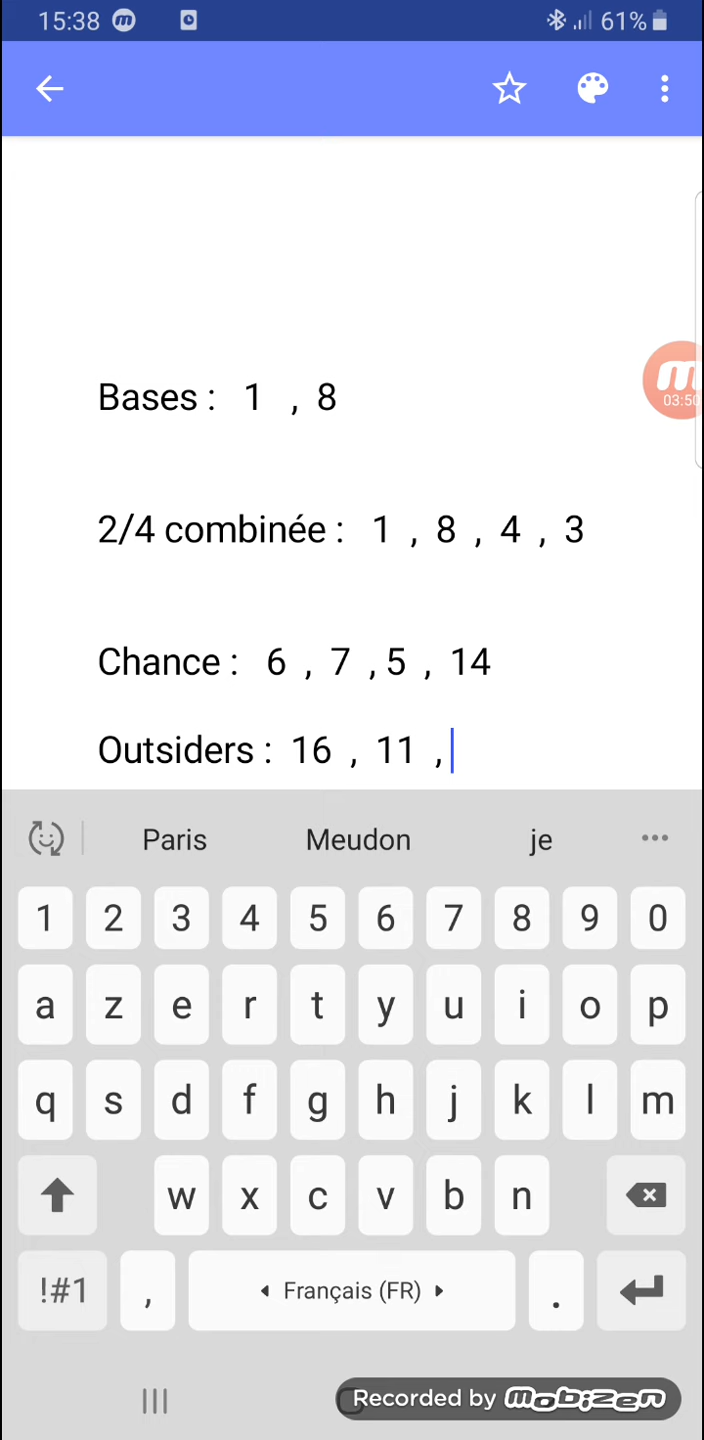 15:38 61%
03:50
Bases : 1 , 8
2/4 combinée : 1 , 8 , 4 , 3
Chance : 6 , 7 , 5 , 14
Outsiders : 16 , 11 ,
Paris Meudon je ...
1 2 3 4 5 6 7 8 9 0
a z e r t y u i o p
q s d f g h j k l m
w x c v b n
!#1 , Français (FR) .
Recorded by mobizen